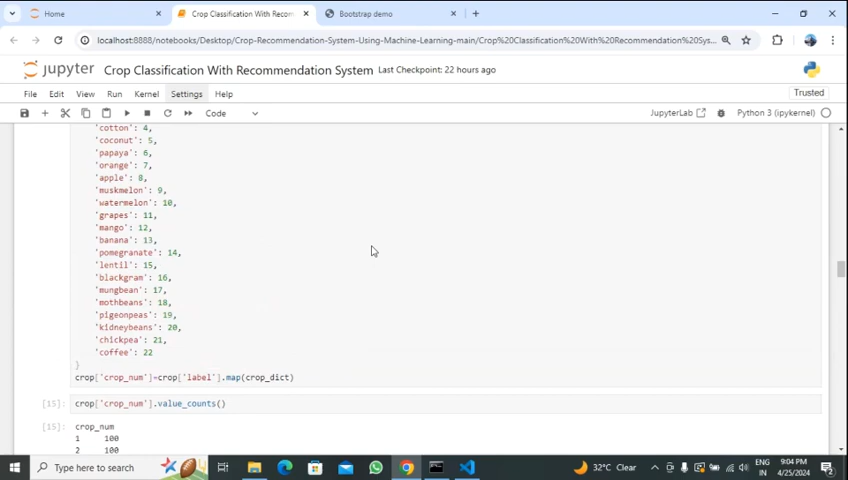 Home
Crop Classification With Recom
Bootstrap demo
localhost:8888/notebooks/Desktop/Crop-Recommendation-System-Using-Machine-Learning-main/Crop%20Classification%20With%20Recommendation%20Sys...
jupyter Crop Classification With Recommendation System Last Checkpoint: 22 hours ago
File Edit View Run Kernel Settings Help Trusted
Code JupyterLab Python 3 (ipykernel)
'cotton': 4,
'coconut': 5,
'papaya': 6,
'orange': 7,
'apple': 8,
'muskmelon': 9,
'watermelon': 10,
'grapes': 11,
'mango': 12,
'banana': 13,
'pomegranate': 14,
'lentil': 15,
'blackgram': 16,
'mungbean': 17,
'mothbeans': 18,
'pigeonpeas': 19,
'kidneybeans': 20,
'chickpea': 21,
'coffee': 22
}
crop['crop_num']=crop['label'].map(crop_dict)
[15]: crop['crop_num'].value_counts()
[15]: crop_num
1 100
2 100
Type here to search
32°C Clear
ENG
IN
9:04 PM
4/25/2024
2